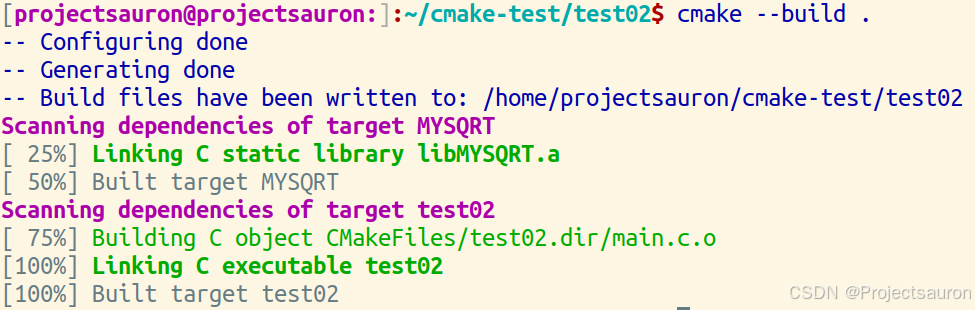 [projectsauron@projectsauron:]:~/cmake-test/test02$ cmake --build .
-- Configuring done
-- Generating done
-- Build files have been written to: /home/projectsauron/cmake-test/test02
Scanning dependencies of target MYSQRT
[ 25%] Linking C static library libMYSQRT.a
[ 50%] Built target MYSQRT
Scanning dependencies of target test02
[ 75%] Building C object CMakeFiles/test02.dir/main.c.o
[100%] Linking C executable test02
[100%] Built target test02
CSDN @Projectsauron